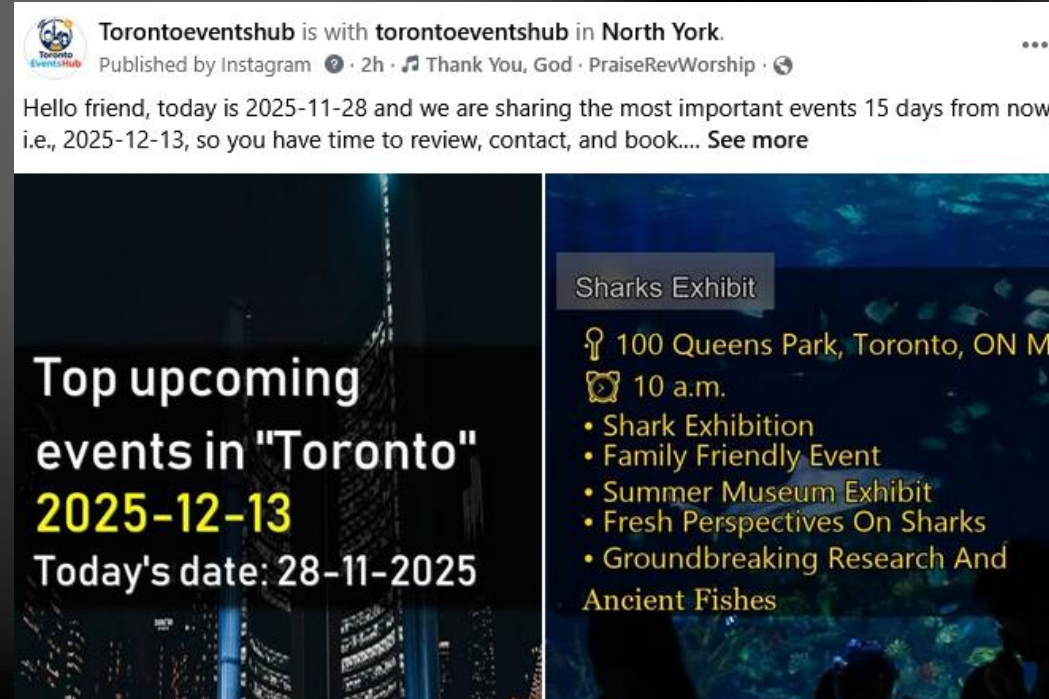 Torontoeventshub is with torontoeventshub in North York.
Published by Instagram · 2h · Thank You, God · PraiseRevWorship ·
Hello friend, today is 2025-11-28 and we are sharing the most important events 15 days from now
i.e., 2025-12-13, so you have time to review, contact, and book.... See more
Toronto
EventsHub
Top upcoming
events in "Toronto"
2025-12-13
Today's date: 28-11-2025
Sharks Exhibit
100 Queens Park, Toronto, ON M
10 a.m.
• Shark Exhibition
• Family Friendly Event
• Summer Museum Exhibit
• Fresh Perspectives On Sharks
• Groundbreaking Research And
Ancient Fishes